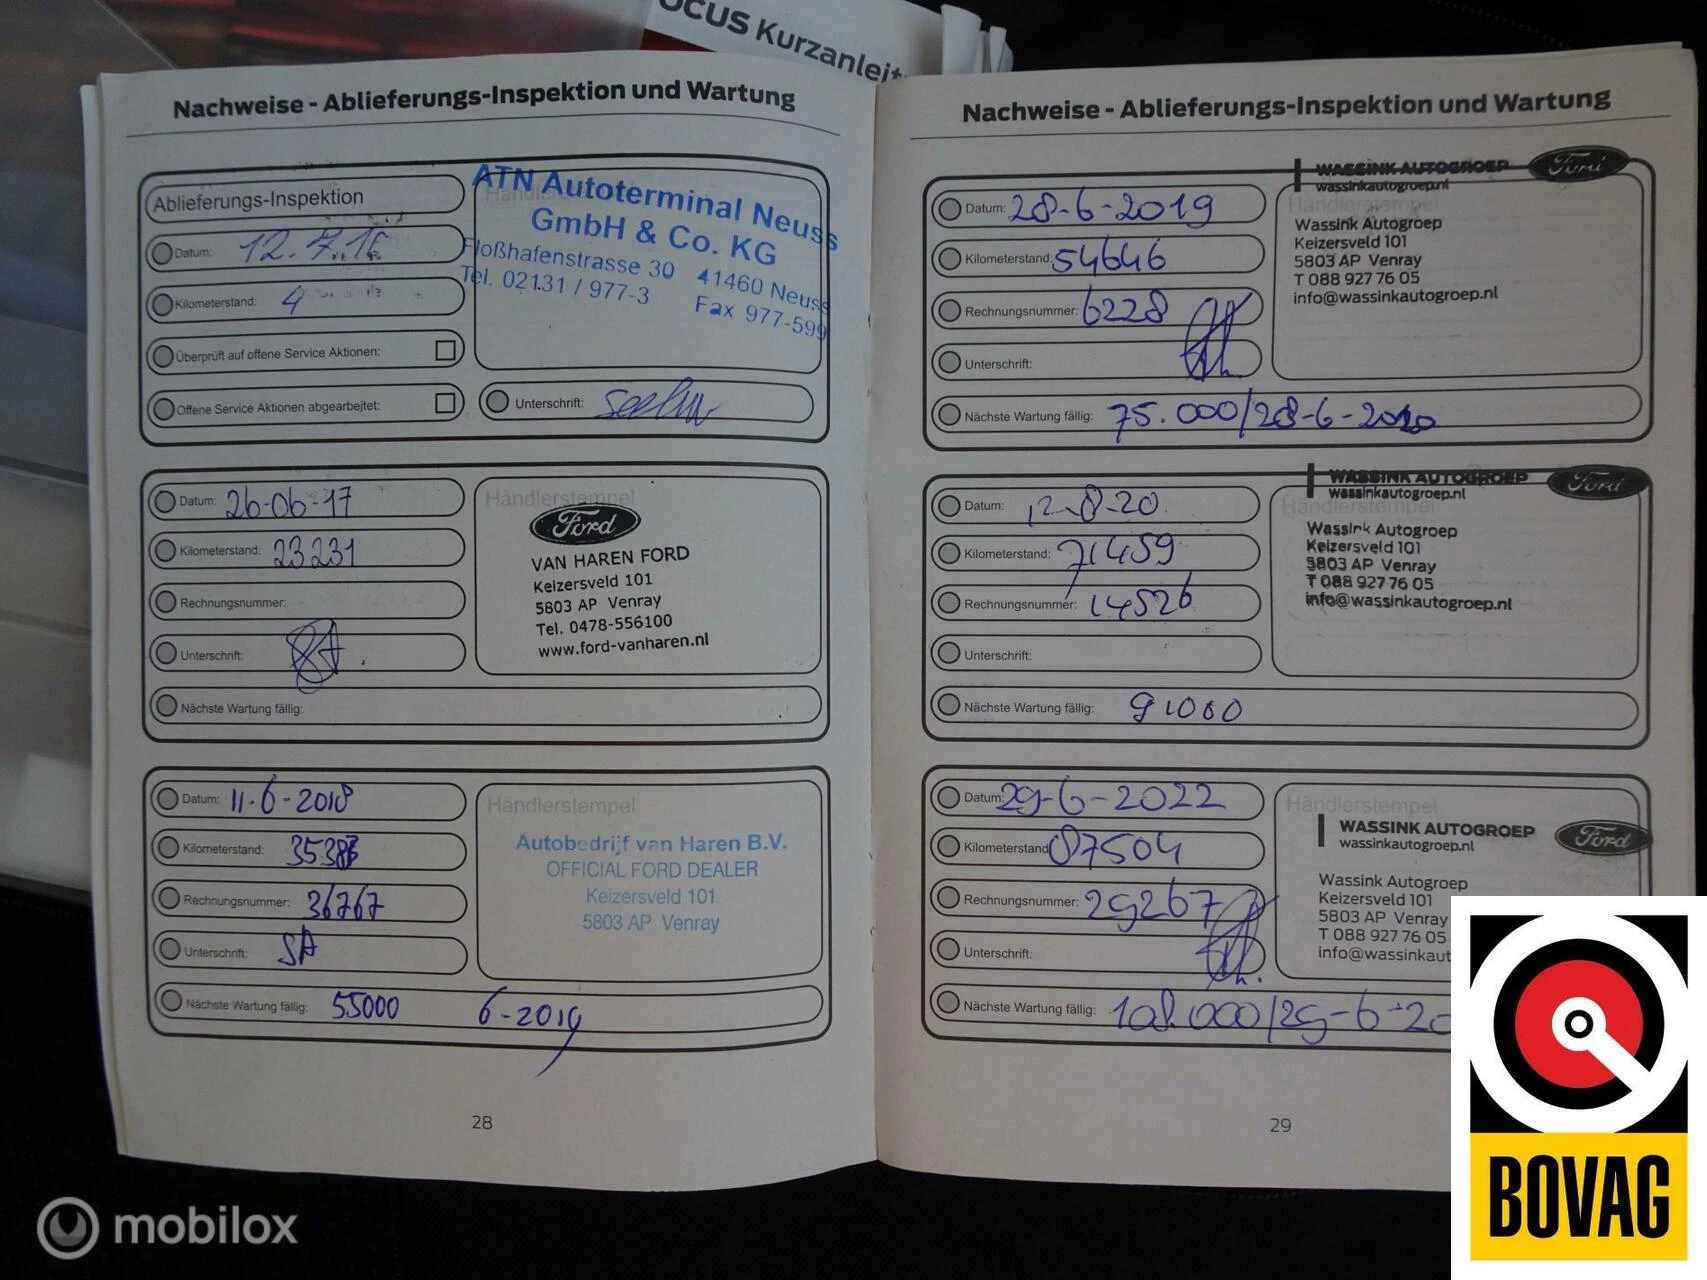 OCUS Kurzanleit
Nachweise - Ablieferungs-Inspektion und Wartung
Ablieferungs-Inspektion
Datum: 12.7.16
Kilometerstand: 4
Überprüft auf offene Service Aktionen:
Offene Service Aktionen abgearbeitet:
Händlerstempel
ATN Autoterminal Neuss
GmbH & Co. KG
Floßhafenstrasse 30 41460 Neuss
Tel. 02131 / 977-3 Fax 977-599
Unterschrift:
Datum: 26-06-17
Kilometerstand: 23231
Rechnungsnummer:
Unterschrift:
Nächste Wartung fällig:
Händlerstempel
Ford
VAN HAREN FORD
Keizersveld 101
5803 AP Venray
Tel. 0478-556100
www.ford-vanharen.nl
Datum: 11-6-2018
Kilometerstand:
Rechnungsnummer: 36767
Unterschrift: SA
Nächste Wartung fällig: 55000 6-2019
Händlerstempel
Autobedrijf van Haren B.V.
OFFICIAL FORD DEALER
Keizersveld 101
5803 AP Venray
28
Nachweise - Ablieferungs-Inspektion und Wartung
Datum: 28-6-2019
Kilometerstand: 54646
Rechnungsnummer: 6228
Unterschrift:
Nächste Wartung fällig: 75.000/28-6-2020
WASSINK AUTOGROEP
wassinkautogroep.nl
Ford
Händlerstempel
Wassink Autogroep
Keizersveld 101
5803 AP Venray
T 088 927 76 05
info@wassinkautogroep.nl
Datum: 12-8-20
Kilometerstand: 71459
Rechnungsnummer: 14526
Unterschrift:
Nächste Wartung fällig: 91000
WASSINK AUTOGROEP
wassinkautogroep.nl
Ford
Händlerstempel
Wassink Autogroep
Keizersveld 101
5803 AP Venray
T 088 927 76 05
info@wassinkautogroep.nl
Datum: 29-6-2022
Kilometerstand 87504
Rechnungsnummer: 29267
Unterschrift:
Nächste Wartung fällig: 108.000/29-6-20
Händlerstempel
WASSINK AUTOGROEP
wassinkautogroep.nl
Ford
Wassink Autogroep
Keizersveld 101
5803 AP Venray
T 088 927 76 05
info@wassinkaut
29
mobilox
BOVAG